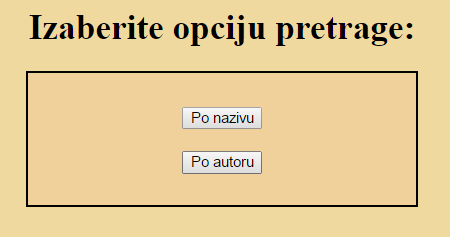 Izaberite opciju pretrage:
Po nazivu
Po autoru